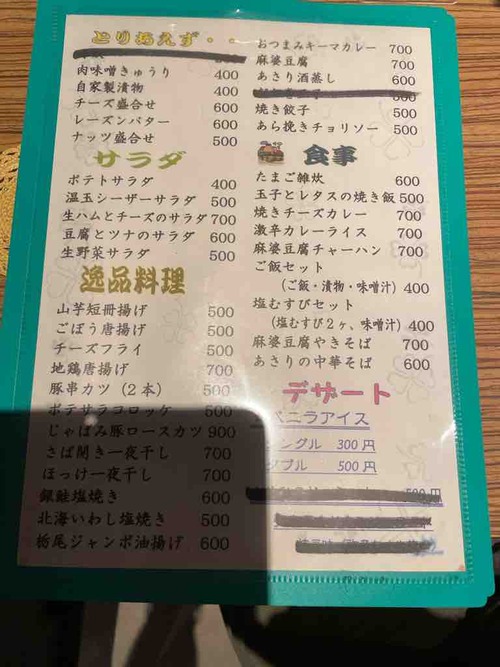 とりあえず・・
肉味噌きゅうり 400
自家製漬物 400
チーズ盛合せ 600
レーズンバター 600
ナッツ盛合せ 500
サラダ
ポテトサラダ 400
温玉シーザーサラダ 500
生ハムとチーズのサラダ 700
豆腐とツナのサラダ 600
生野菜サラダ 500
逸品料理
山芋短冊揚げ 500
ごぼう唐揚げ 500
チーズフライ 500
地鶏唐揚げ 700
豚串カツ（2本） 500
ポテサラコロッケ 500
じゃばみ豚ロースカツ 900
さば開き一夜干し 700
ほっけ一夜干し 700
銀鮭塩焼き 600
北海いわし塩焼き 500
栃尾ジャンボ油揚げ 600
おつまみキーマカレー 700
麻婆豆腐 700
あさり酒蒸し 600
焼き餃子 500
あら挽きチョリソー 500
食事
たまご雑炊 600
玉子とレタスの焼き飯 500
焼きチーズカレー 700
激辛カレーライス 700
麻婆豆腐チャーハン 700
ご飯セット
（ご飯・漬物・味噌汁） 400
塩むすびセット
（塩むすび2ヶ、味噌汁） 400
麻婆豆腐やきそば 700
あさりの中華そば 600
デザート
バニラアイス
シングル 300円
ダブル 500円